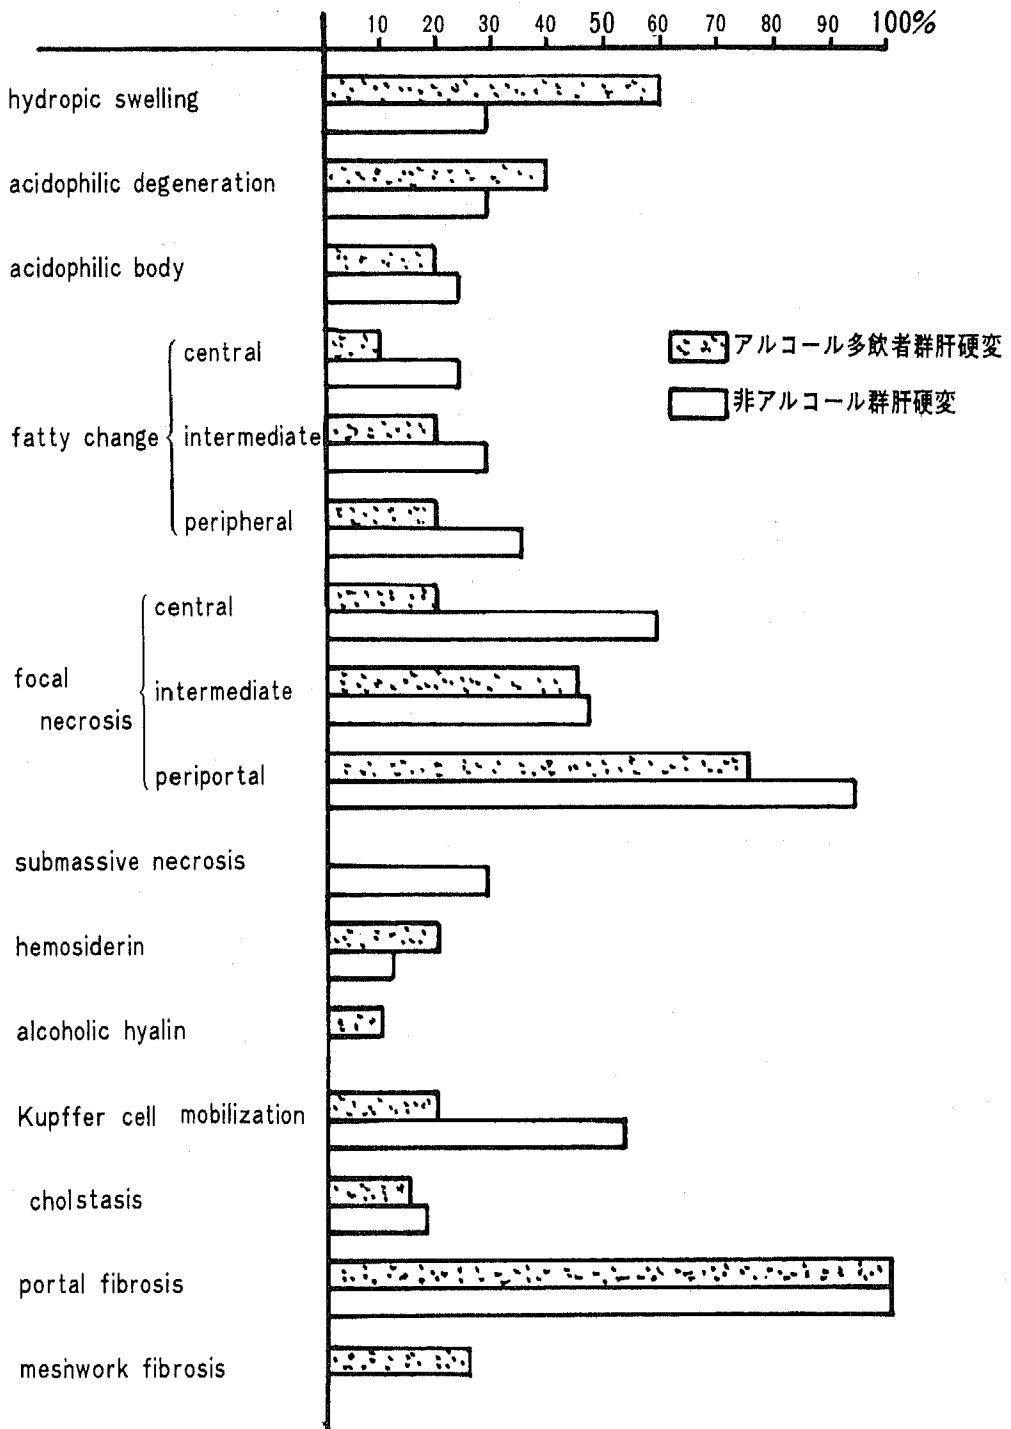 10 20 30 40 50 60 70 80 90 100%
hydropic swelling
acidophilic degeneration
acidophilic body
central
fatty change
intermediate
peripheral
アルコール多飲者群肝硬変
非アルコール群肝硬変
central
focal
necrosis
intermediate
periportal
submassive necrosis
hemosiderin
alcoholic hyalin
Kupffer cell mobilization
cholstasis
portal fibrosis
meshwork fibrosis